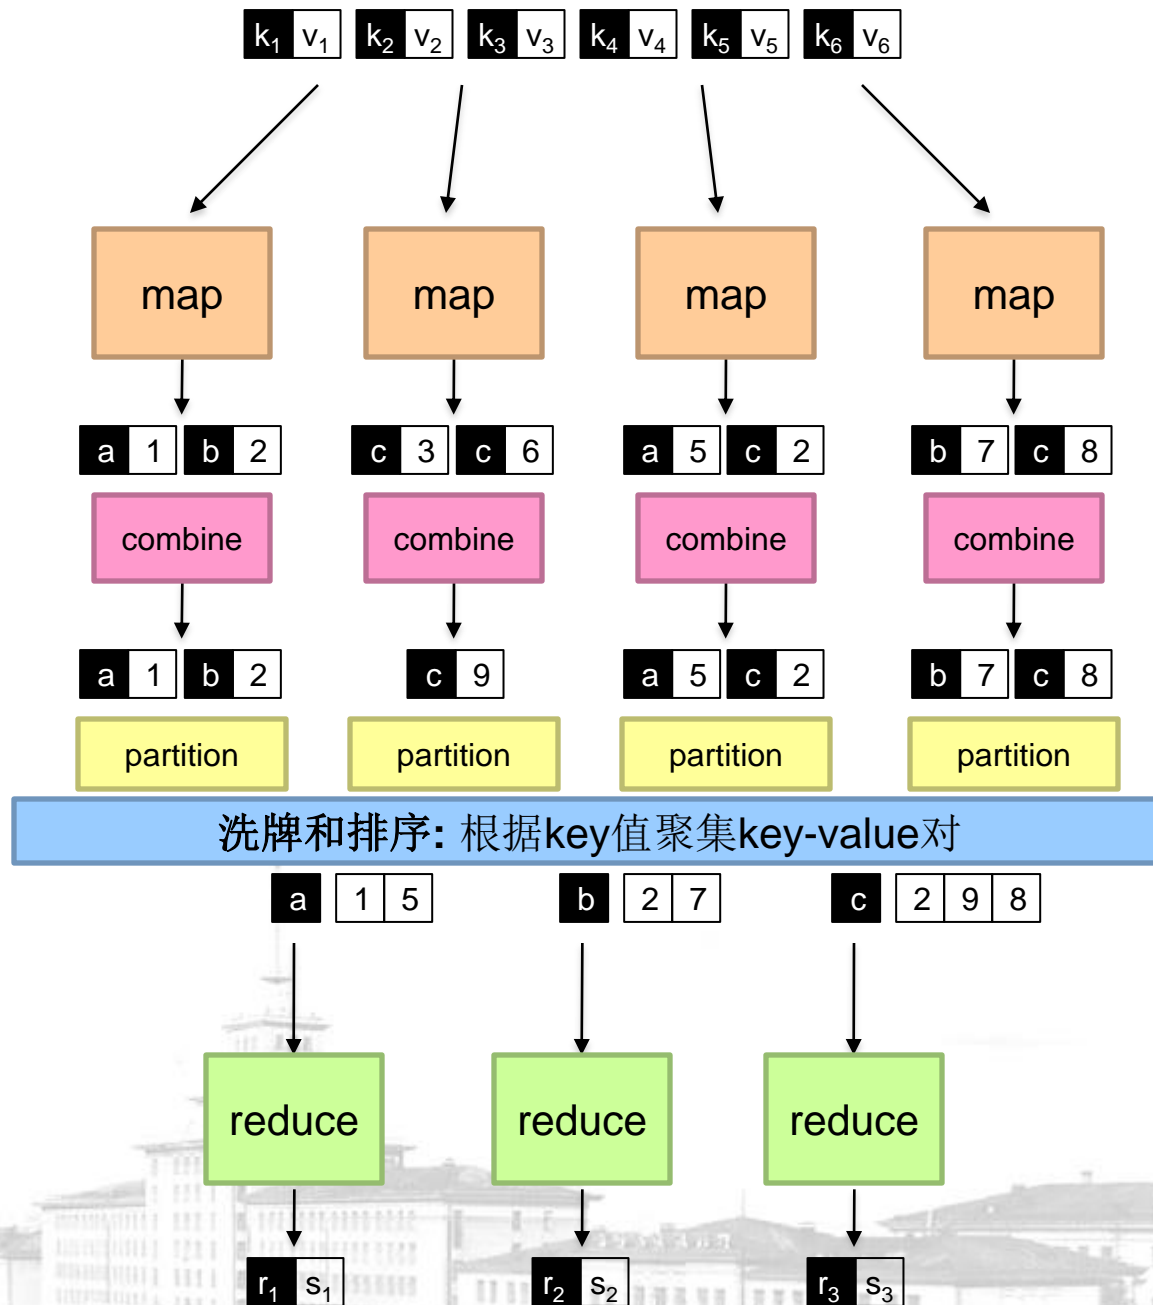 k₁ v₁ k₂ v₂ k₃ v₃ k₄ v₄ k₅ v₅ k₆ v₆
map map map map
a 1 b 2 c 3 c 6 a 5 c 2 b 7 c 8
combine combine combine combine
a 1 b 2 c 9 a 5 c 2 b 7 c 8
partition partition partition partition
洗牌和排序: 根据key值聚集key-value对
a 1 5 b 2 7 c 2 9 8
reduce reduce reduce
r₁ s₁ r₂ s₂ r₃ s₃